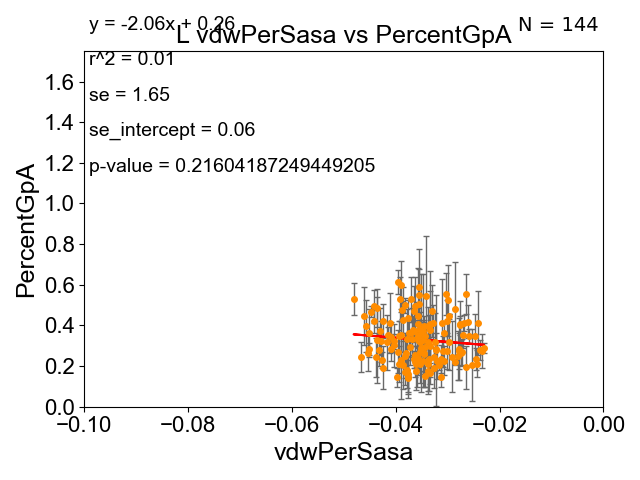 y = -2.06x + 0.26
L vdwPerSasa vs PercentGpA
N = 144
r^2 = 0.01
se = 1.65
se_intercept = 0.06
p-value = 0.21604187249449205
PercentGpA
1.6
1.4
1.2
1.0
0.8
0.6
0.4
0.2
0.0
−0.10
−0.08
−0.06
−0.04
−0.02
0.00
vdwPerSasa